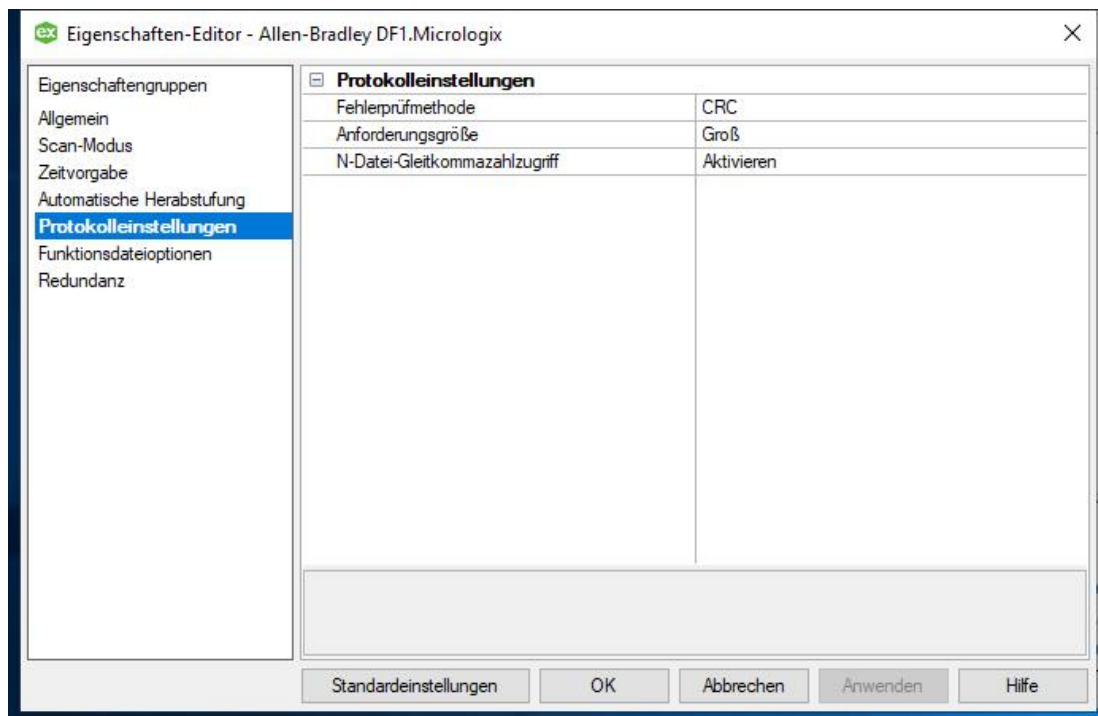 ex Eigenschaften-Editor - Allen-Bradley DF1.Micrologix
Eigenschaftengruppen
Allgemein
Scan-Modus
Zeitvorgabe
Automatische Herabstufung
Protokolleinstellungen
Funktionsdateioptionen
Redundanz
Protokolleinstellungen
Fehlerprüfmethode CRC
Anforderungsgröße Groß
N-Datei-Gleitkommazahlzugriff Aktivieren
Standardeinstellungen OK Abbrechen Anwenden Hilfe